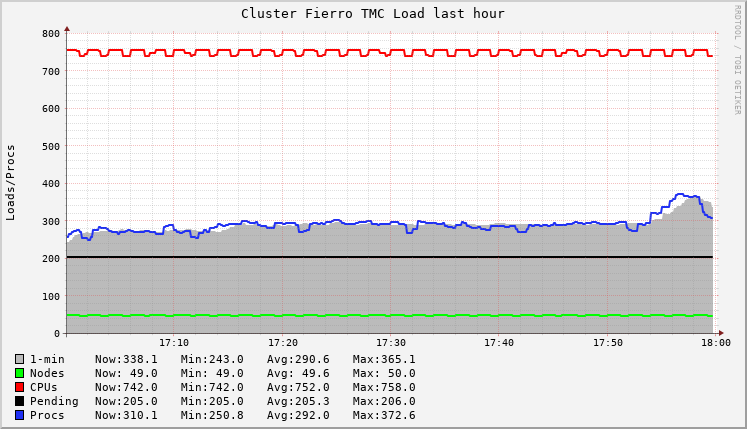 Cluster Fierro TMC Load last hour
RRDTOOL / TOBI OETIKER
Loads/Procs
800
700
600
500
400
300
200
100
0
17:10 17:20 17:30 17:40 17:50 18:00
1-min Now:338.1 Min:243.0 Avg:290.6 Max:365.1
Nodes Now: 49.0 Min: 49.0 Avg: 49.6 Max: 50.0
CPUs Now:742.0 Min:742.0 Avg:752.0 Max:758.0
Pending Now:205.0 Min:205.0 Avg:205.3 Max:206.0
Procs Now:310.1 Min:250.8 Avg:292.0 Max:372.6